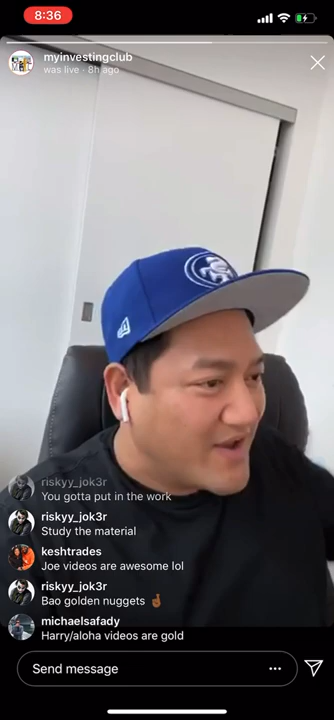 8:36
myinvestingclub
was live · 8h ago
riskyy_jok3r
You gotta put in the work
riskyy_jok3r
Study the material
keshtrades
Joe videos are awesome lol
riskyy_jok3r
Bao golden nuggets 🤞🏾
michaelsafady
Harry/aloha videos are gold
Send message